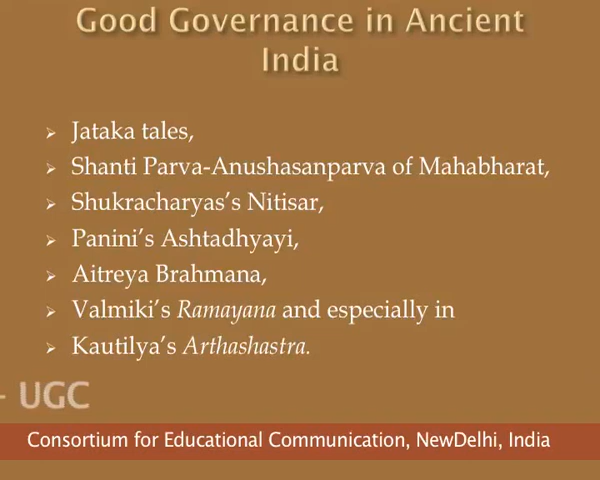 Good Governance in Ancient
India
Jataka tales,
Shanti Parva-Anushasanparva of Mahabharat,
Shukracharyas's Nitisar,
Panini's Ashtadhyayi,
Aitreya Brahmana,
Valmiki's Ramayana and especially in
Kautilya's Arthashastra.
- UGC
Consortium for Educational Communication, NewDelhi, India